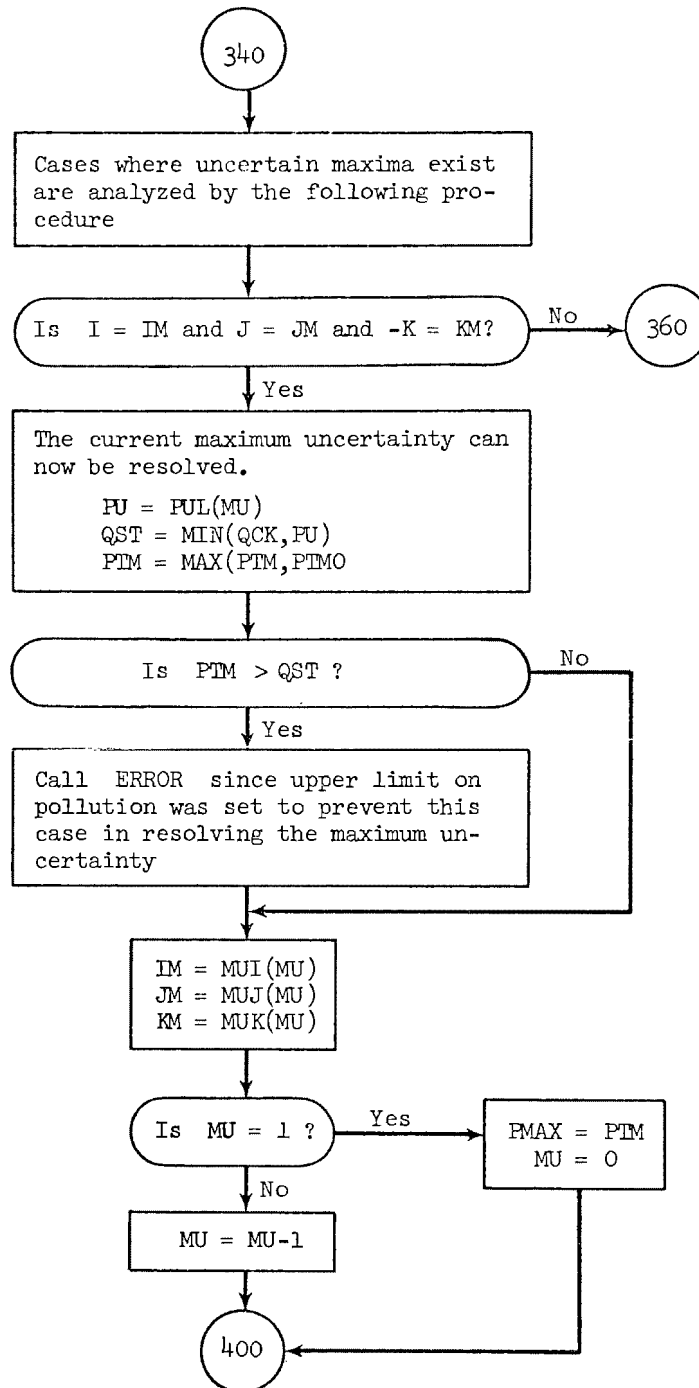 340
Cases where uncertain maxima exist
are analyzed by the following pro-
cedure
Is I = IM and J = JM and -K = KM?
No
360
Yes
The current maximum uncertainty can
now be resolved.
PU = PUL(MU)
QST = MIN(QCK,PU)
PTM = MAX(PTM,PTMO
Is PTM > QST ?
No
Yes
Call ERROR since upper limit on
pollution was set to prevent this
case in resolving the maximum un-
certainty
IM = MUI(MU)
JM = MUJ(MU)
KM = MUK(MU)
Is MU = 1 ?
Yes
PMAX = PTM
MU = 0
No
MU = MU-1
400